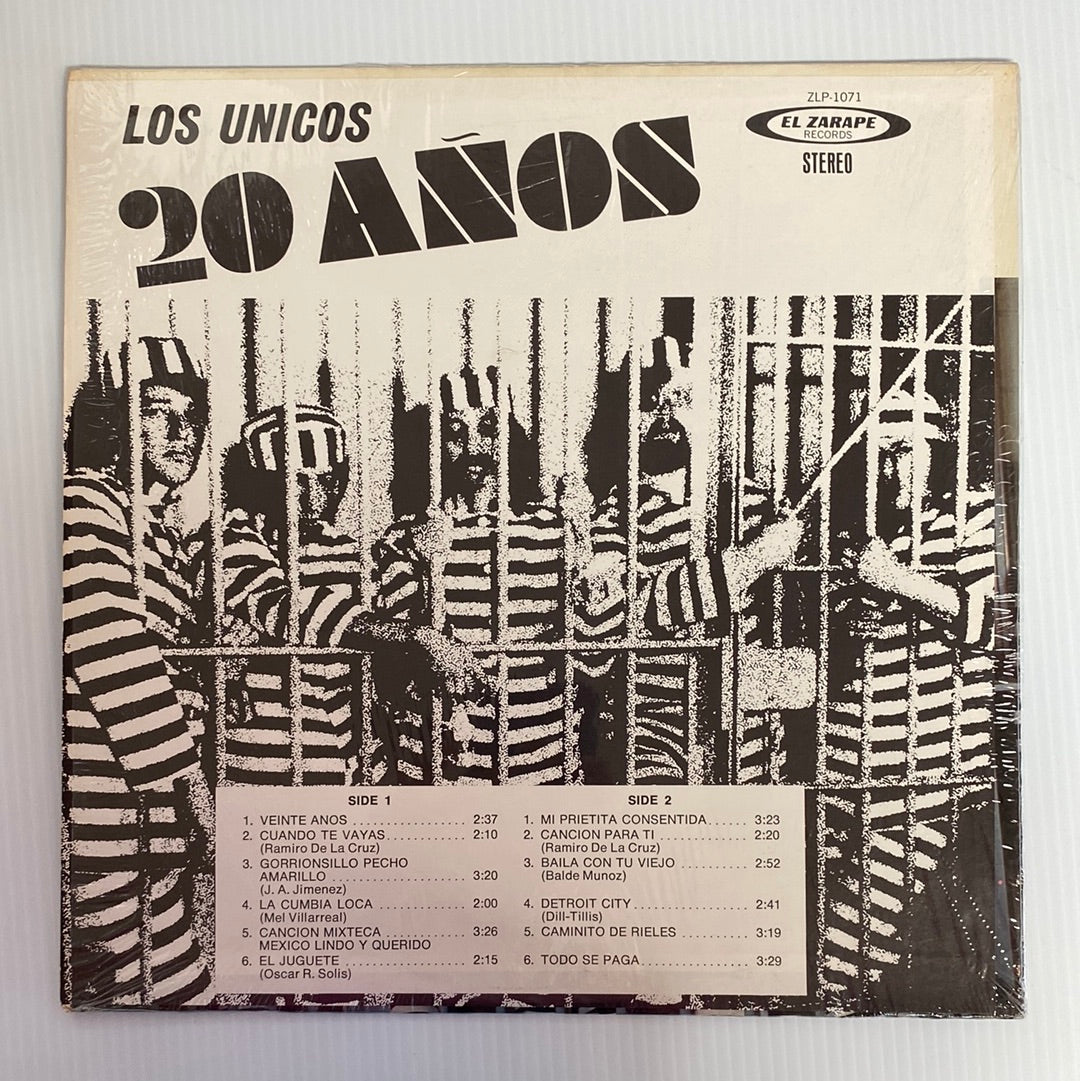 LOS UNICOS
20 AÑOS
ZLP-1071
EL ZARAPE
RECORDS
STEREO
SIDE 1
1. VEINTE ANOS ................ 2:37
2. CUANDO TE VAYAS............ 2:10
(Ramiro De La Cruz)
3. GORRIONSILLO PECHO
AMARILLO .................... 3:20
(J. A. Jimenez)
4. LA CUMBIA LOCA ............. 2:00
(Mel Villarreal)
5. CANCION MIXTECA ........... 3:26
MEXICO LINDO Y QUERIDO
6. EL JUGUETE .................. 2:15
(Oscar R. Solis)
SIDE 2
1. MI PRIETITA CONSENTIDA...... 3:23
2. CANCION PARA TI ............ 2:20
(Ramiro De La Cruz)
3. BAILA CON TU VIEJO .......... 2:52
(Balde Munoz)
4. DETROIT CITY................. 2:41
(Dill-Tillis)
5. CAMINITO DE RIELES .......... 3:19
6. TODO SE PAGA................ 3:29